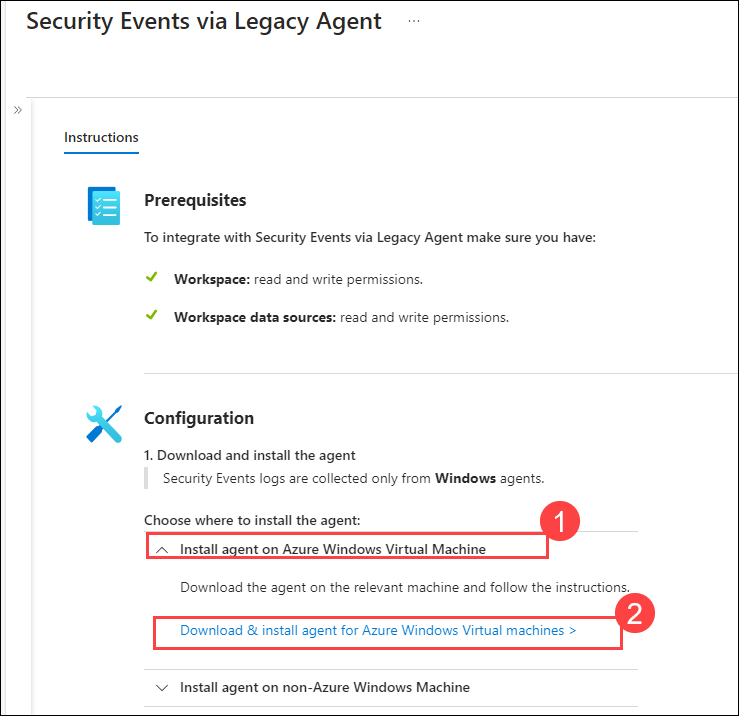 Security Events via Legacy Agent ...
»
Instructions
Prerequisites
To integrate with Security Events via Legacy Agent make sure you have:
Workspace: read and write permissions.
Workspace data sources: read and write permissions.
Configuration
1. Download and install the agent
Security Events logs are collected only from Windows agents.
Choose where to install the agent:
1
Install agent on Azure Windows Virtual Machine
Download the agent on the relevant machine and follow the instructions.
2
Download & install agent for Azure Windows Virtual machines >
Install agent on non-Azure Windows Machine